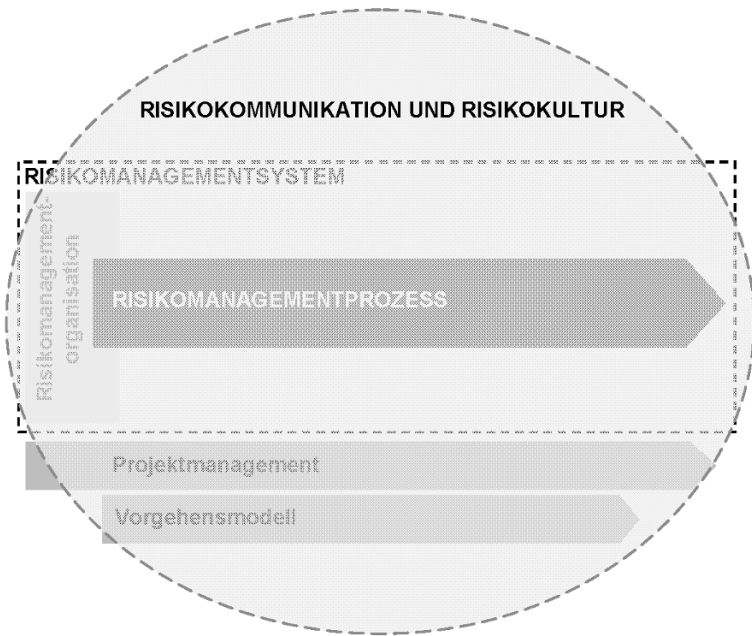 RISIKOKOMMUNIKATION UND RISIKOKULTUR
RISIKOMANAGEMENTSYSTEM
Risikomanagement-
organisation
RISIKOMANAGEMENTPROZESS
Projektmanagement
Vorgehensmodell